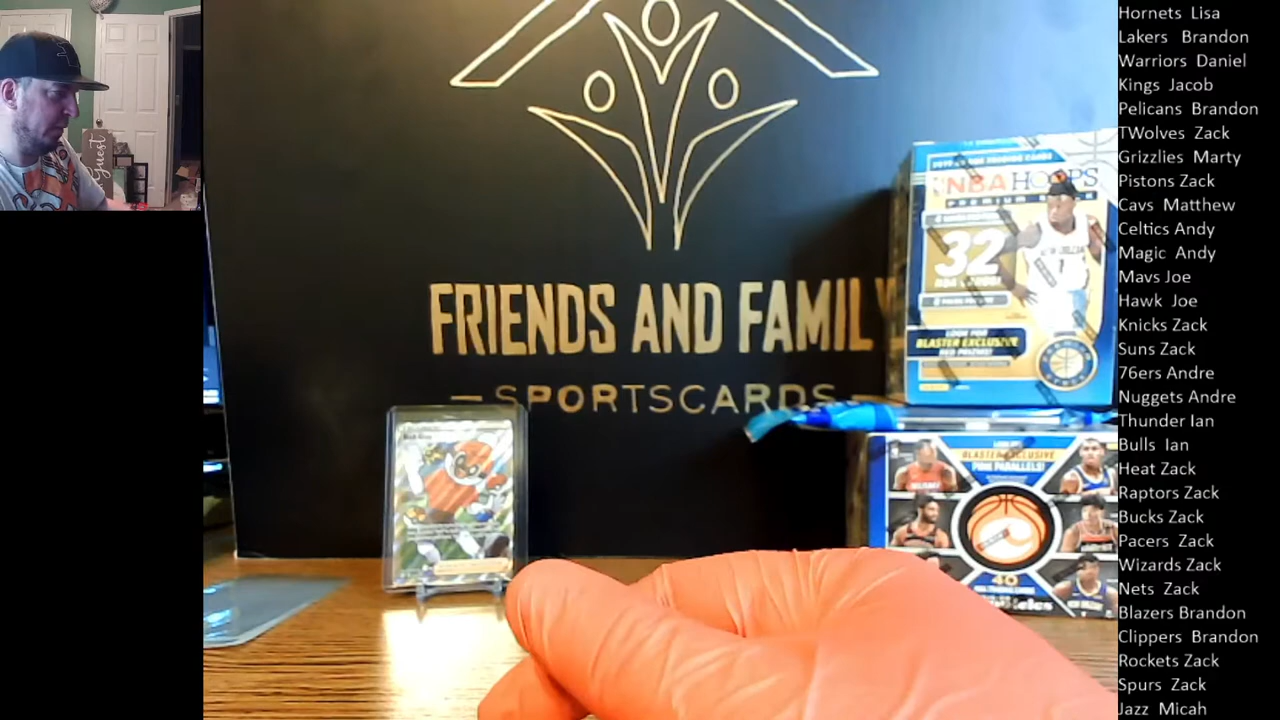 FRIENDS AND FAMILY
SPORTSCARDS
Guest
NBA HOOPS
32
BLASTER EXCLUSIVE
BLASTER EXCLUSIVE
PINK PARALLELS!
40
Hornets Lisa
Lakers Brandon
Warriors Daniel
Kings Jacob
Pelicans Brandon
TWolves Zack
Grizzlies Marty
Pistons Zack
Cavs Matthew
Celtics Andy
Magic Andy
Mavs Joe
Hawk Joe
Knicks Zack
Suns Zack
76ers Andre
Nuggets Andre
Thunder Ian
Bulls Ian
Heat Zack
Raptors Zack
Bucks Zack
Pacers Zack
Wizards Zack
Nets Zack
Blazers Brandon
Clippers Brandon
Rockets Zack
Spurs Zack
Jazz Micah